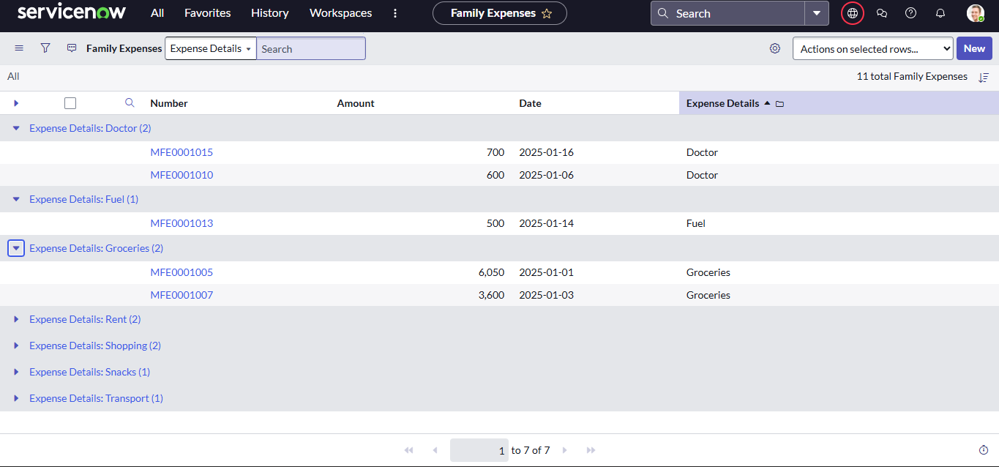 servicenow All Favorites History Workspaces Family Expenses Search
Family Expenses Expense Details Search Actions on selected rows... New
All 11 total Family Expenses
Number Amount Date Expense Details
Expense Details: Doctor (2)
MFE0001015 700 2025-01-16 Doctor
MFE0001010 600 2025-01-06 Doctor
Expense Details: Fuel (1)
MFE0001013 500 2025-01-14 Fuel
Expense Details: Groceries (2)
MFE0001005 6,050 2025-01-01 Groceries
MFE0001007 3,600 2025-01-03 Groceries
Expense Details: Rent (2)
Expense Details: Shopping (2)
Expense Details: Snacks (1)
Expense Details: Transport (1)
1 to 7 of 7